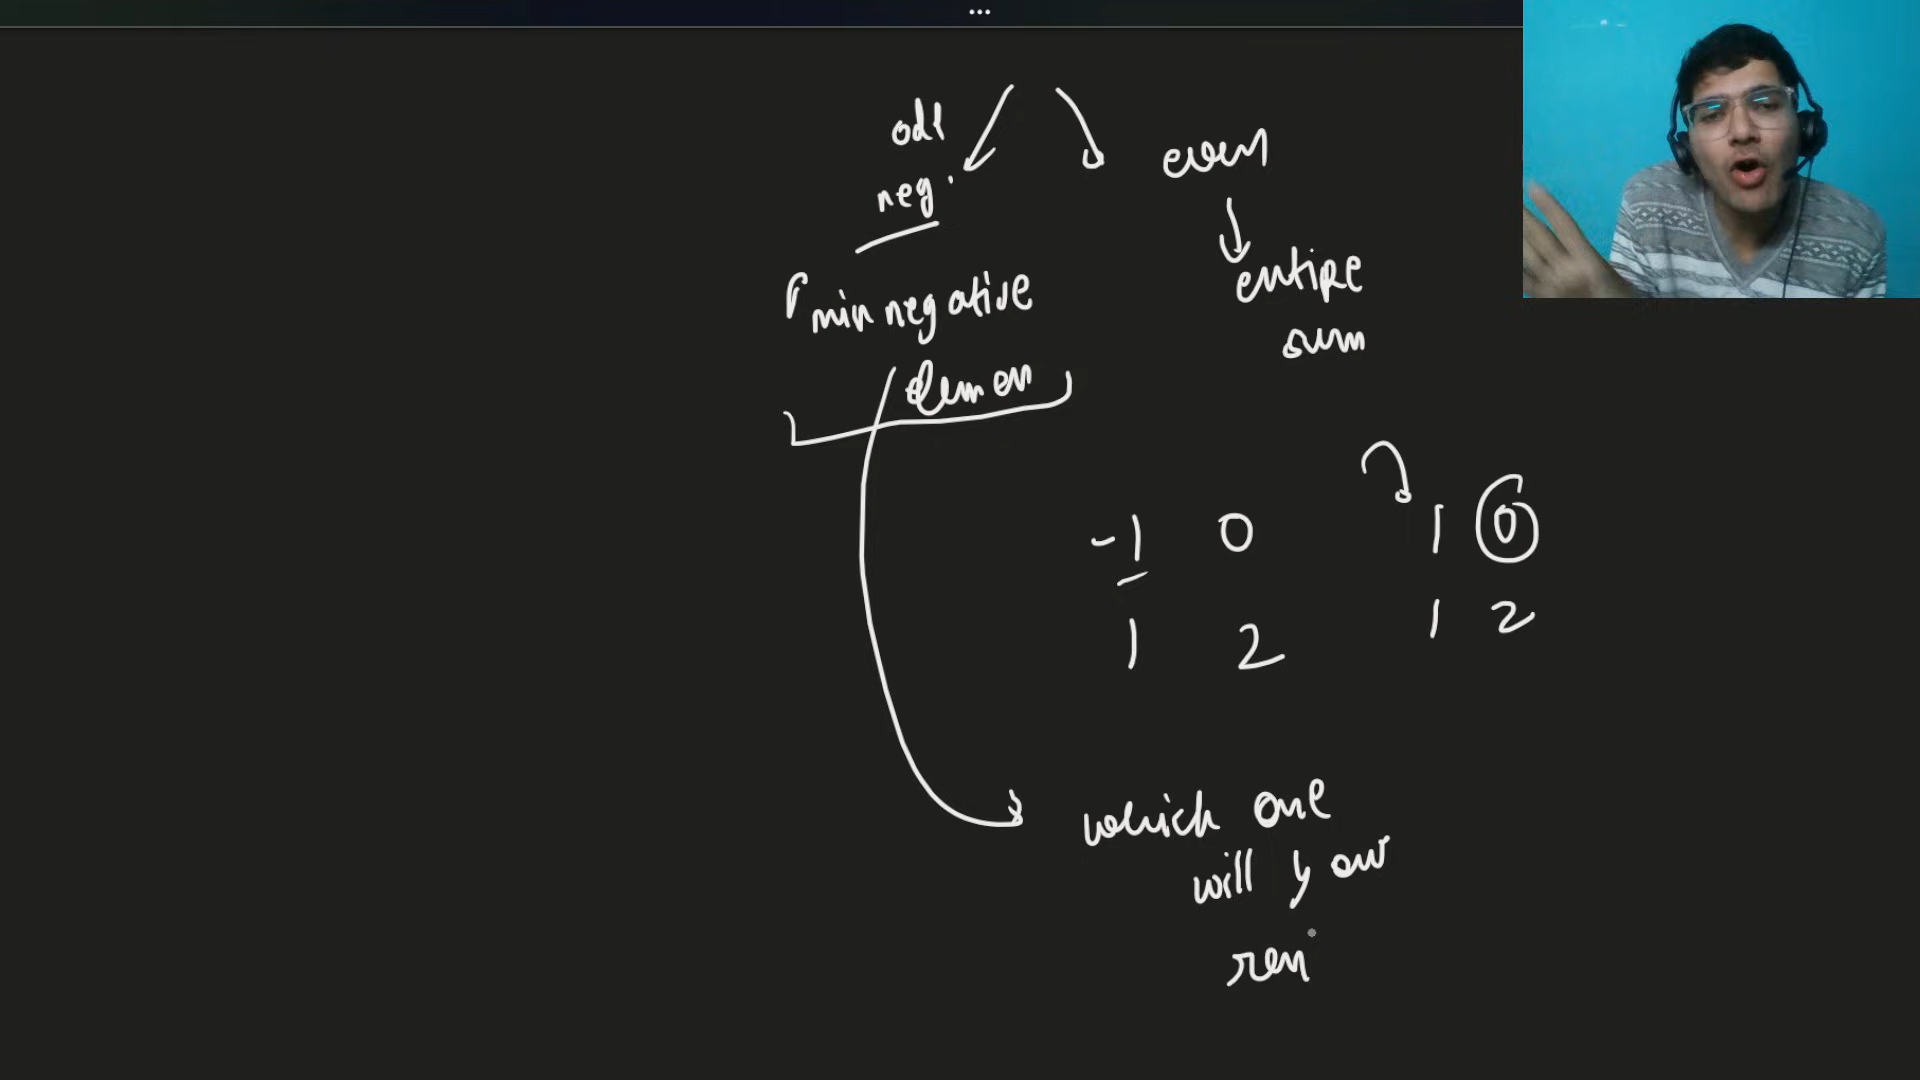 ...
odd
neg.
even
min negative
elemen
entire
sum
-1 0 1 0
1 2 1 2
which one
will you
rem